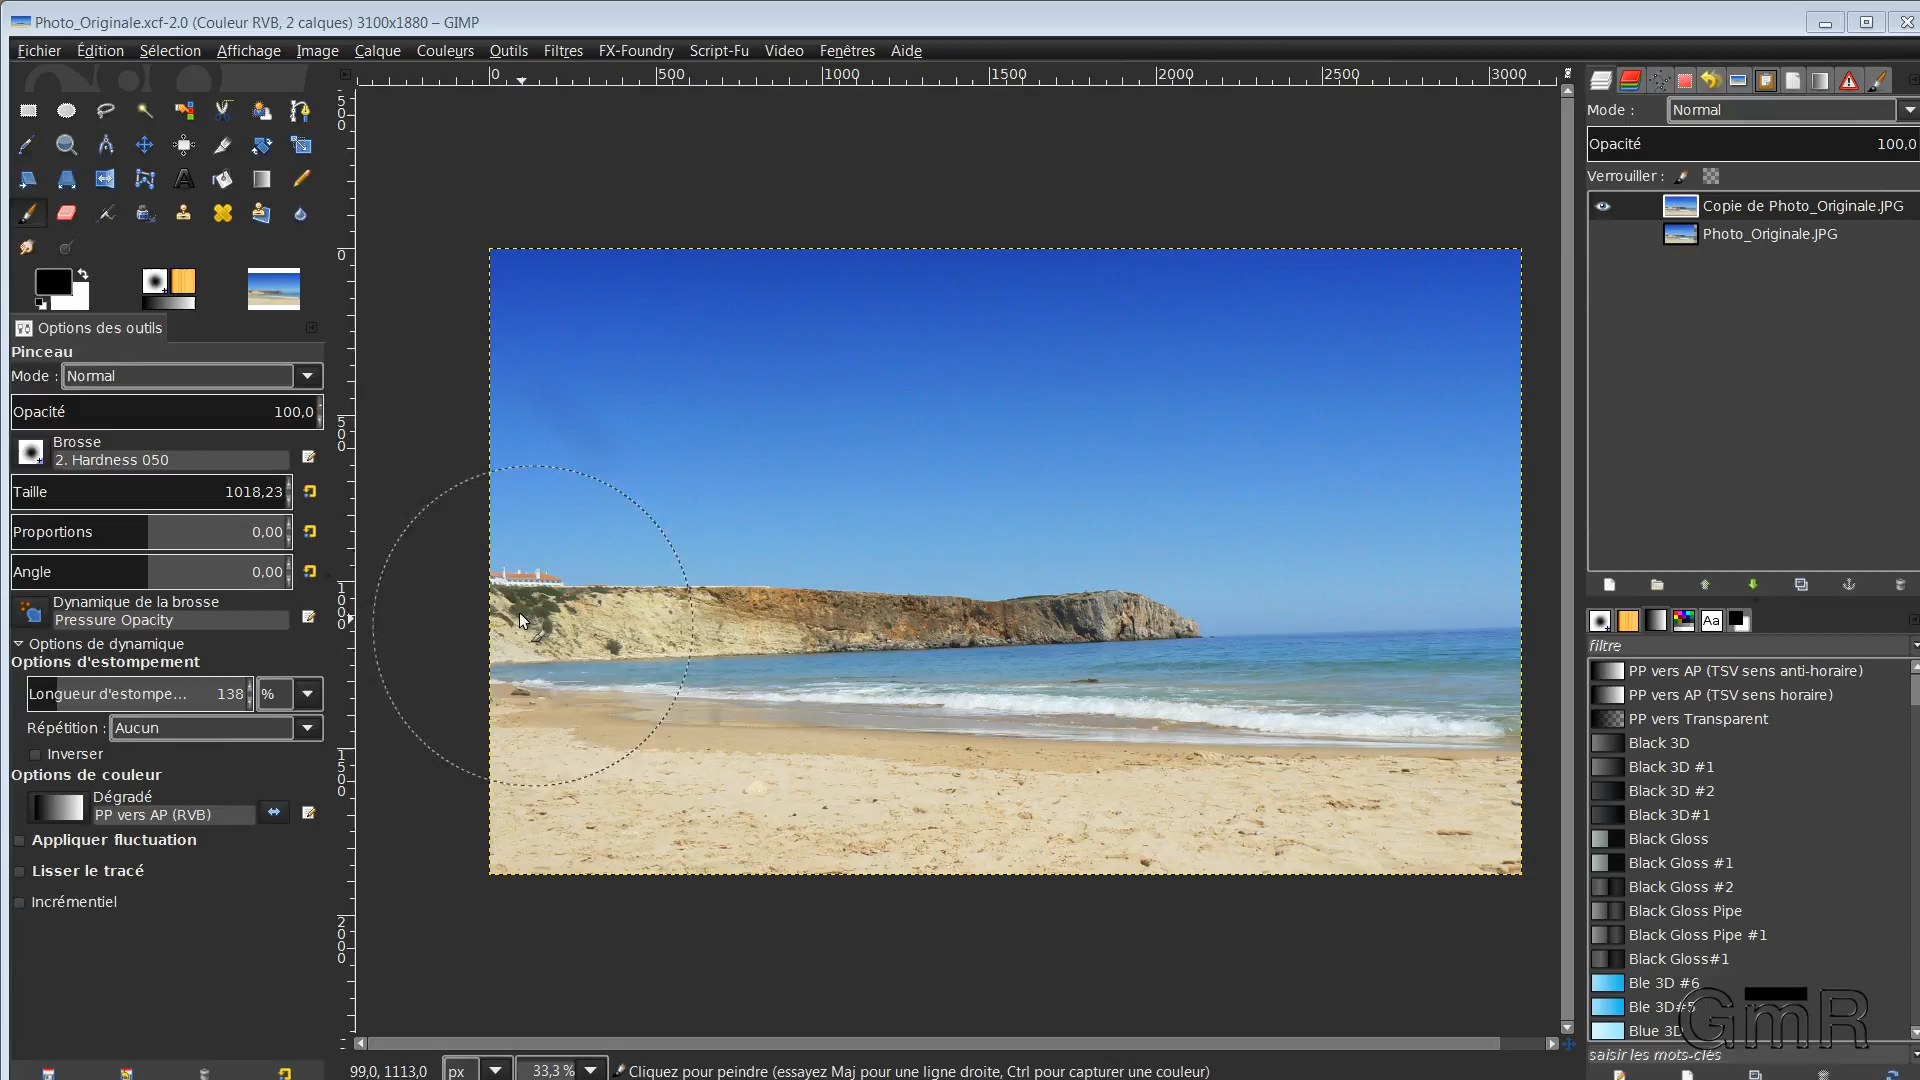 Photo_Originale.xcf-2.0 (Couleur RVB, 2 calques) 3100x1880 – GIMP
Fichier Édition Sélection Affichage Image Calque Couleurs Outils Filtres FX-Foundry Script-Fu Video Fenêtres Aide
0 500 1000 1500 2000 2500 3000
500
0
500
1000
1500
2000
Options des outils
Pinceau
Mode : Normal
Opacité 100,0
Brosse
2. Hardness 050
Taille 1018,23
Proportions 0,00
Angle 0,00
Dynamique de la brosse
Pressure Opacity
Options de dynamique
Options d'estompement
Longueur d'estompe... 138 %
Répétition : Aucun
Inverser
Options de couleur
Dégradé
PP vers AP (RVB)
Appliquer fluctuation
Lisser le tracé
Incrémentiel
Mode : Normal
Opacité 100,0
Verrouiller :
Copie de Photo_Originale.JPG
Photo_Originale.JPG
Aa
filtre
PP vers AP (TSV sens anti-horaire)
PP vers AP (TSV sens horaire)
PP vers Transparent
Black 3D
Black 3D #1
Black 3D #2
Black 3D#1
Black Gloss
Black Gloss #1
Black Gloss #2
Black Gloss Pipe
Black Gloss Pipe #1
Black Gloss#1
Ble 3D #6
Ble 3D#5
Blue 3D
GmR
saisir les mots-clés
99,0, 1113,0 px 33,3 % Cliquez pour peindre (essayez Maj pour une ligne droite, Ctrl pour capturer une couleur)